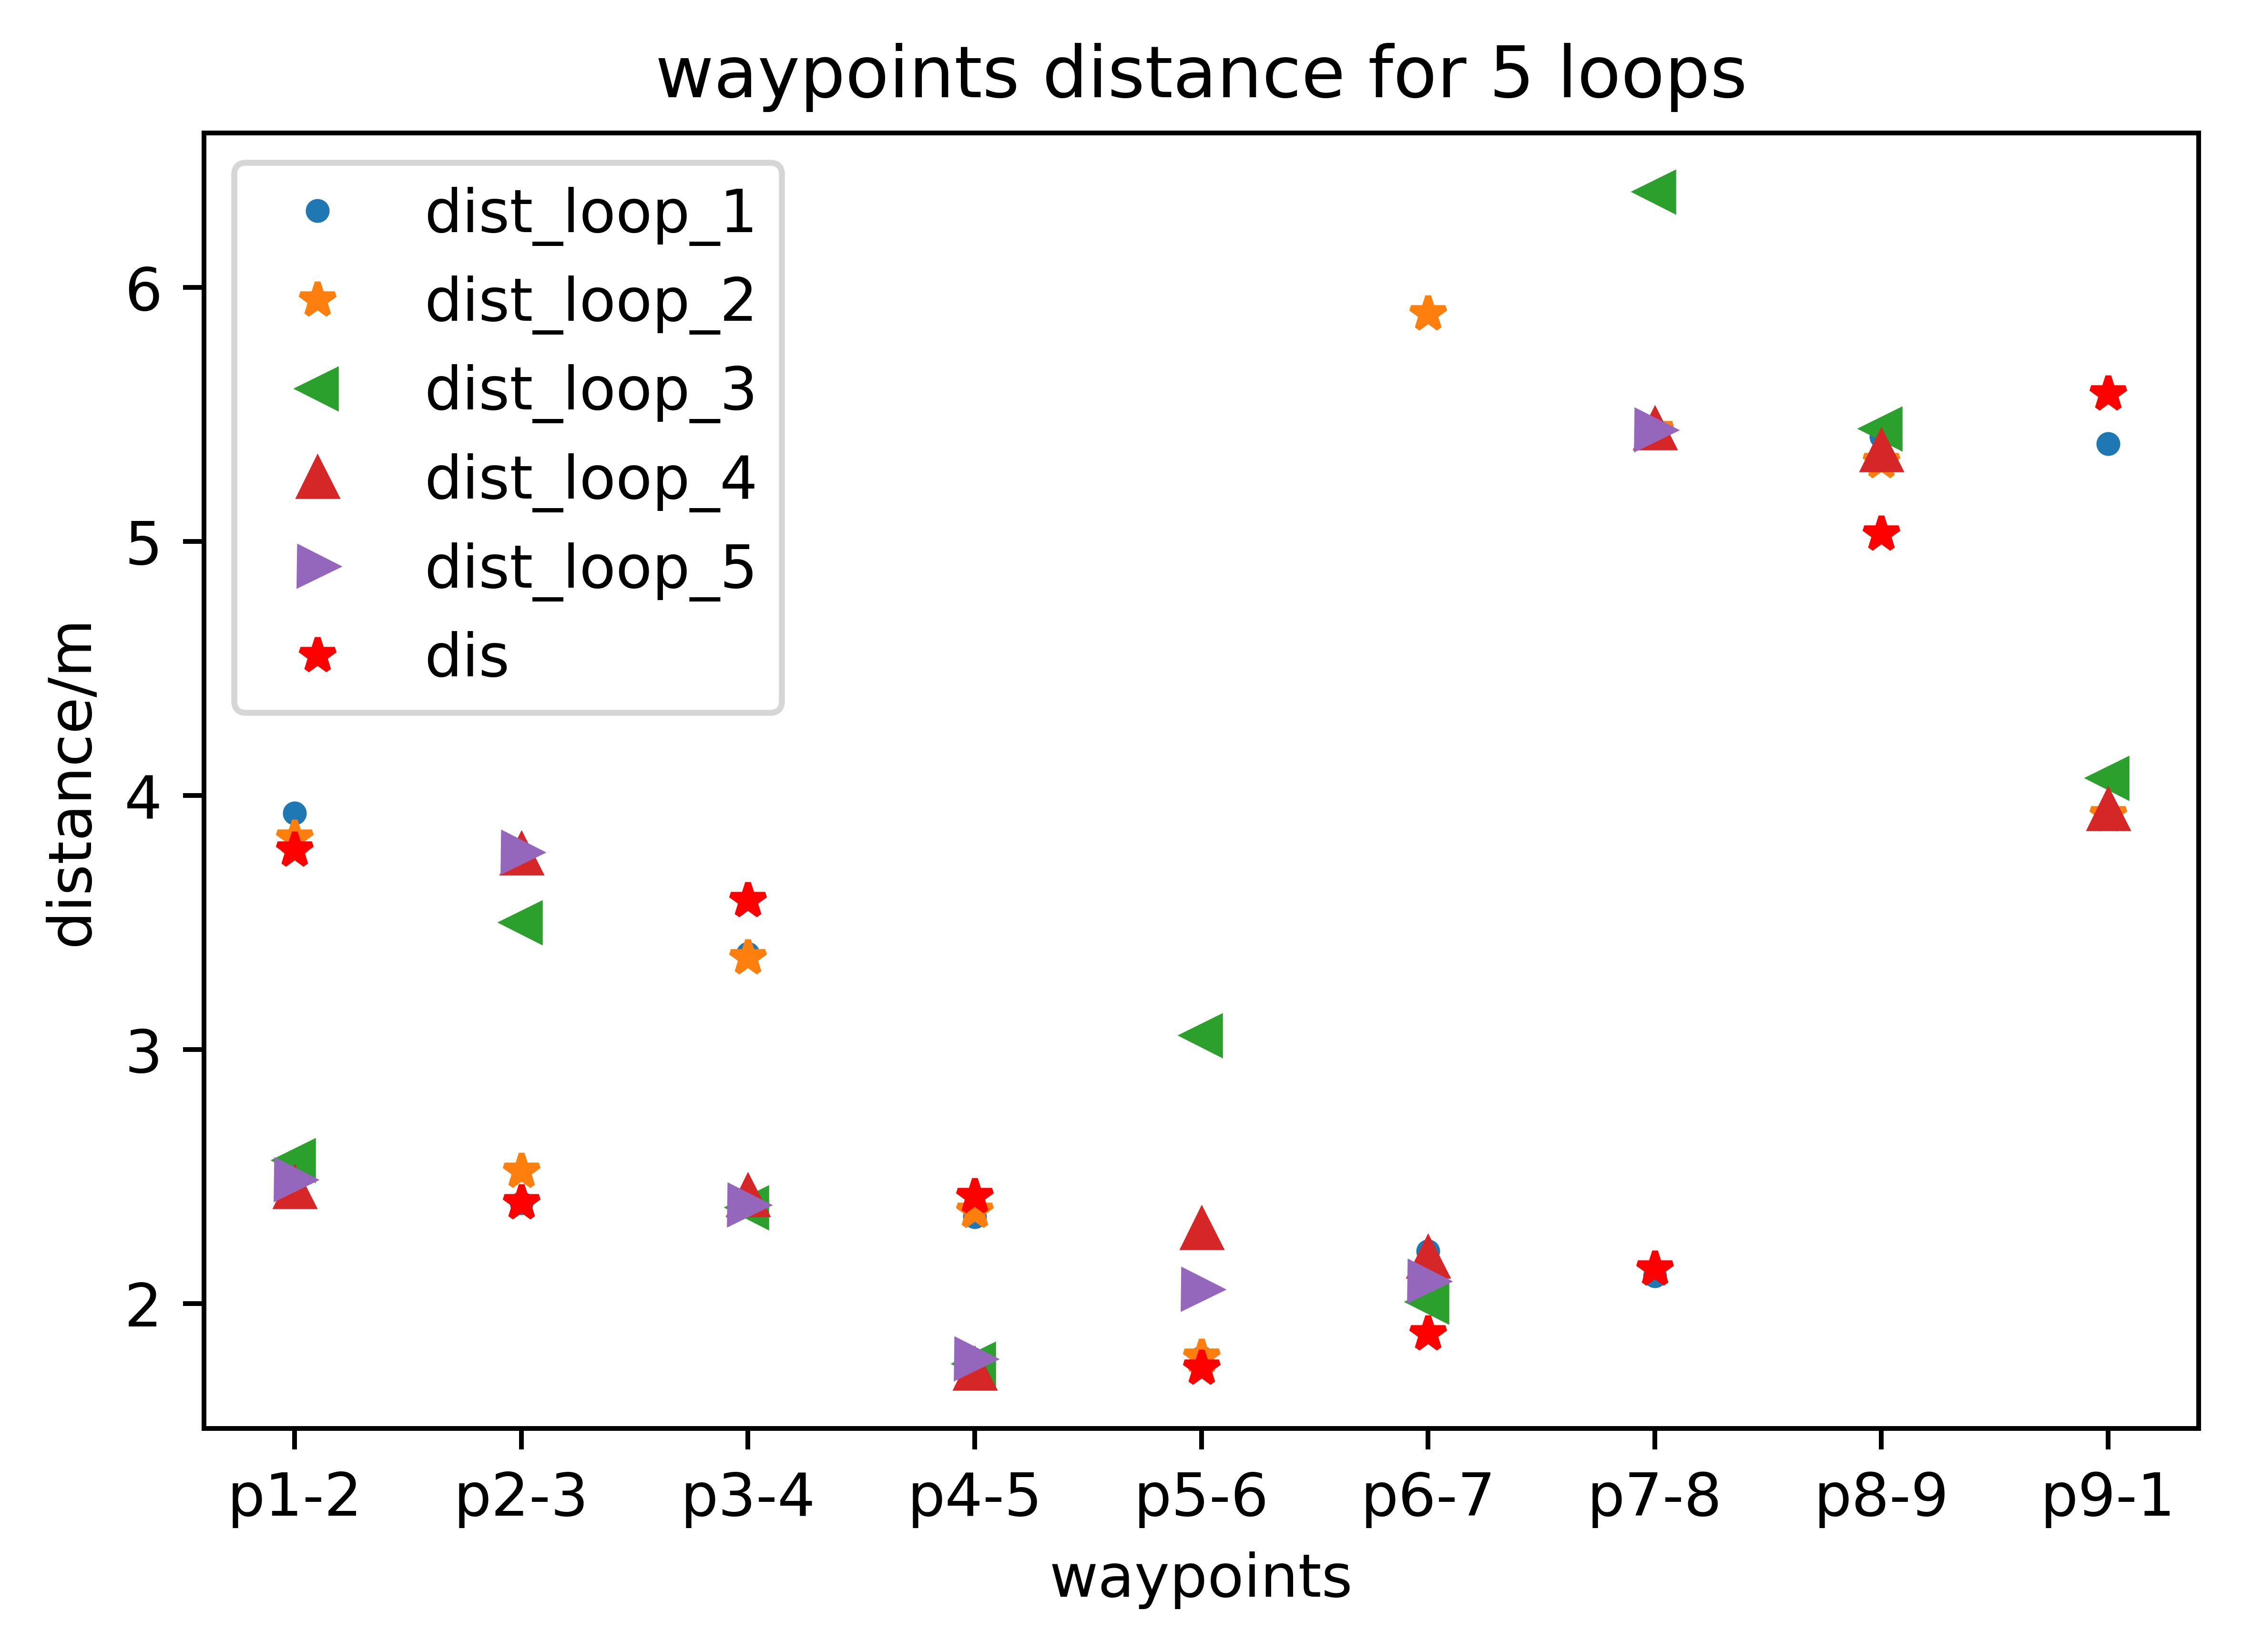 waypoints distance for 5 loops
dist_loop_1
dist_loop_2
dist_loop_3
dist_loop_4
dist_loop_5
dis
distance/m
6
5
4
3
2
p1-2 p2-3 p3-4 p4-5 p5-6 p6-7 p7-8 p8-9 p9-1
waypoints